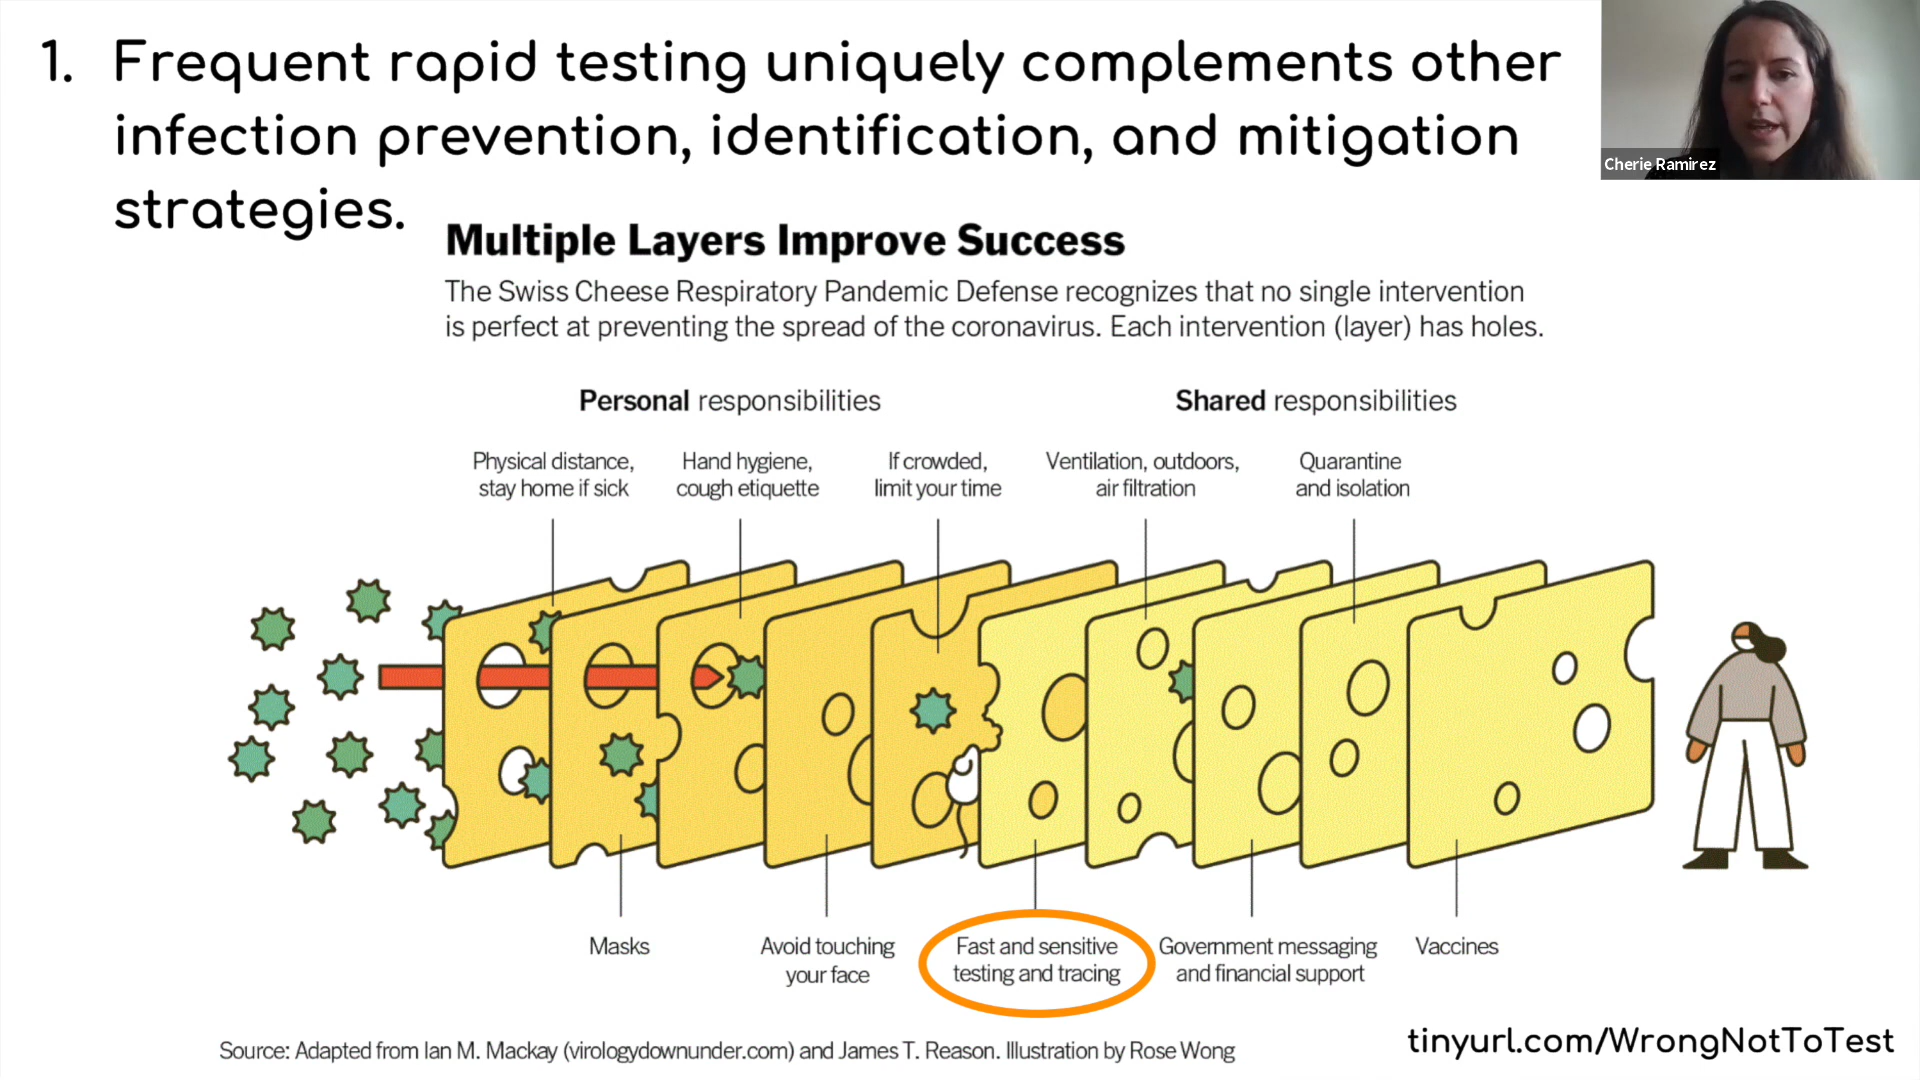 1. Frequent rapid testing uniquely complements other
infection prevention, identification, and mitigation
strategies.
Cherie Ramirez
Multiple Layers Improve Success
The Swiss Cheese Respiratory Pandemic Defense recognizes that no single intervention
is perfect at preventing the spread of the coronavirus. Each intervention (layer) has holes.
Personal responsibilities
Shared responsibilities
Physical distance,
stay home if sick
Hand hygiene,
cough etiquette
If crowded,
limit your time
Ventilation, outdoors,
air filtration
Quarantine
and isolation
Masks
Avoid touching
your face
Fast and sensitive
testing and tracing
Government messaging
and financial support
Vaccines
Source: Adapted from Ian M. Mackay (virologydownunder.com) and James T. Reason. Illustration by Rose Wong
tinyurl.com/WrongNotToTest